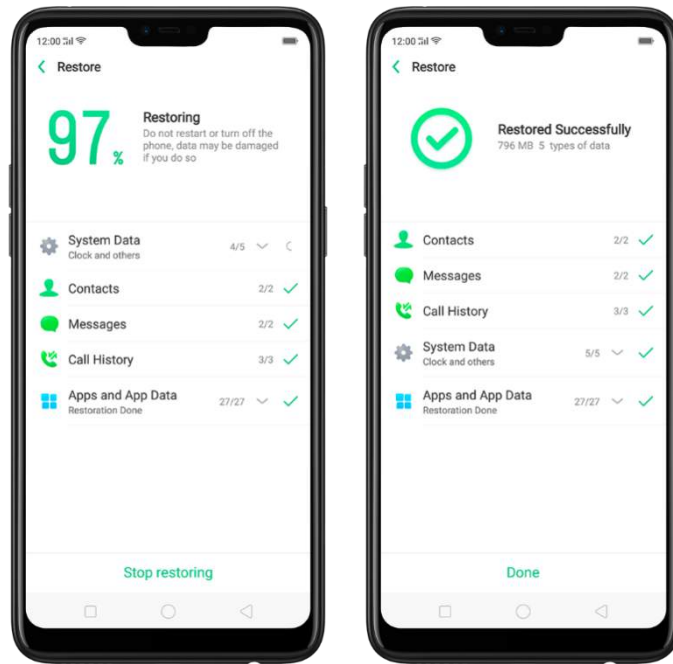 12:00
Restore
97%
Restoring
Do not restart or turn off the
phone, data may be damaged
if you do so
System Data
Clock and others
4/5
Contacts
2/2
Messages
2/2
Call History
3/3
Apps and App Data
Restoration Done
27/27
Stop restoring
12:00
Restore
Restored Successfully
796 MB 5 types of data
Contacts
2/2
Messages
2/2
Call History
3/3
System Data
Clock and others
5/5
Apps and App Data
Restoration Done
27/27
Done